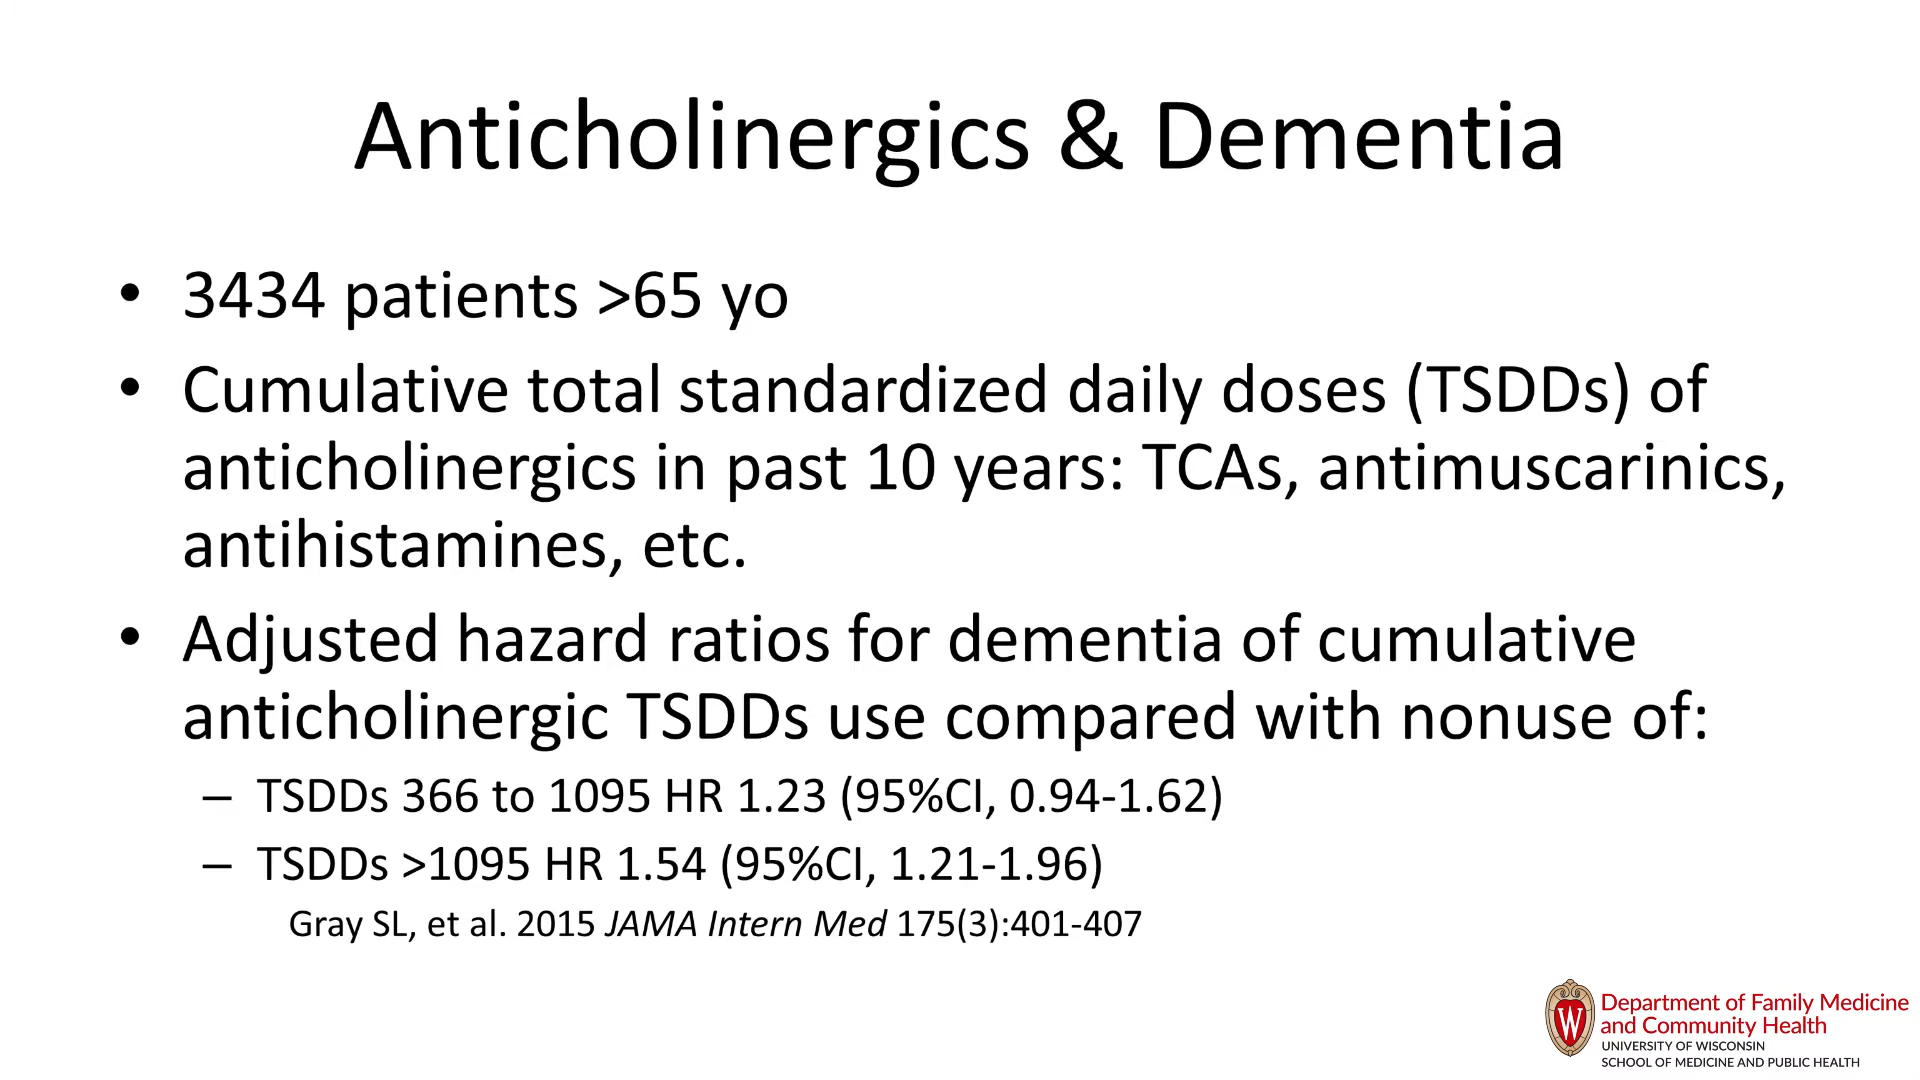 Anticholinergics & Dementia
• 3434 patients >65 yo
• Cumulative total standardized daily doses (TSDDs) of
anticholinergics in past 10 years: TCAs, antimuscarinics,
antihistamines, etc.
• Adjusted hazard ratios for dementia of cumulative
anticholinergic TSDDs use compared with nonuse of:
– TSDDs 366 to 1095 HR 1.23 (95%CI, 0.94-1.62)
– TSDDs >1095 HR 1.54 (95%CI, 1.21-1.96)
Gray SL, et al. 2015 JAMA Intern Med 175(3):401-407
W
Department of Family Medicine
and Community Health
UNIVERSITY OF WISCONSIN
SCHOOL OF MEDICINE AND PUBLIC HEALTH